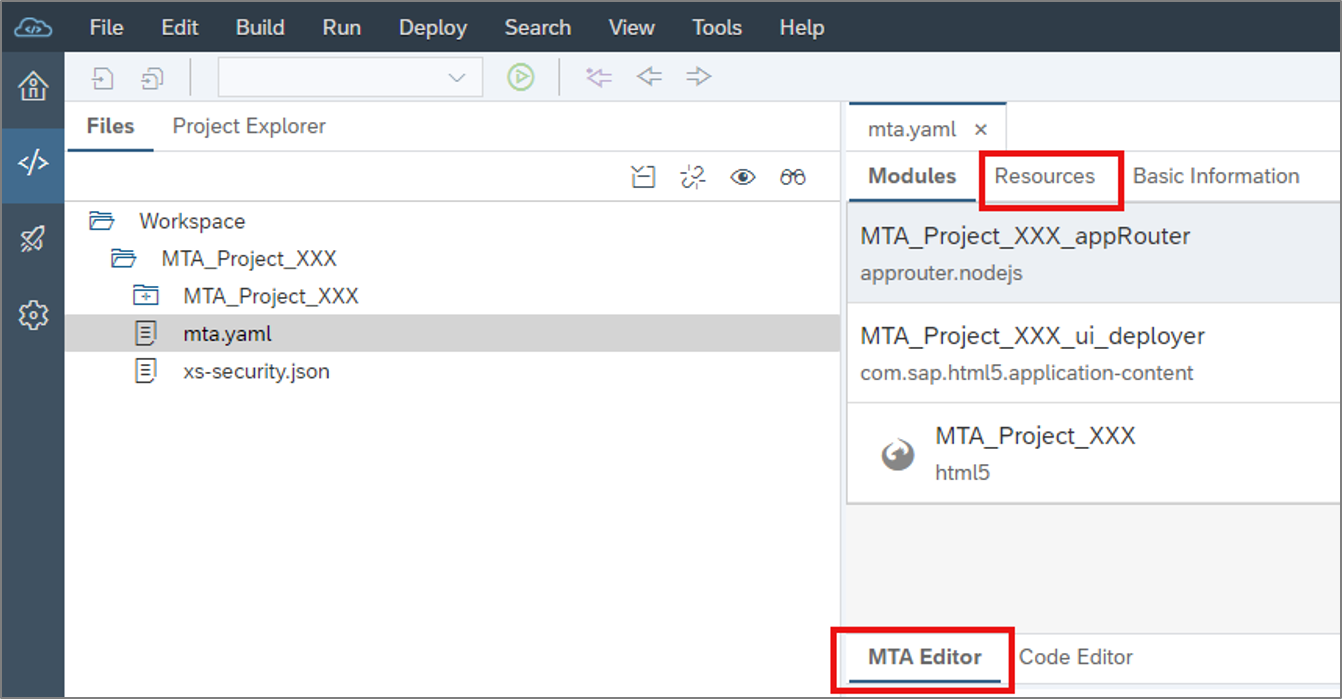 File Edit Build Run Deploy Search View Tools Help
Files Project Explorer
Workspace
MTA_Project_XXX
MTA_Project_XXX
mta.yaml
xs-security.json
mta.yaml ×
Modules Resources Basic Information
MTA_Project_XXX_appRouter
approuter.nodejs
MTA_Project_XXX_ui_deployer
com.sap.html5.application-content
MTA_Project_XXX
html5
MTA Editor Code Editor